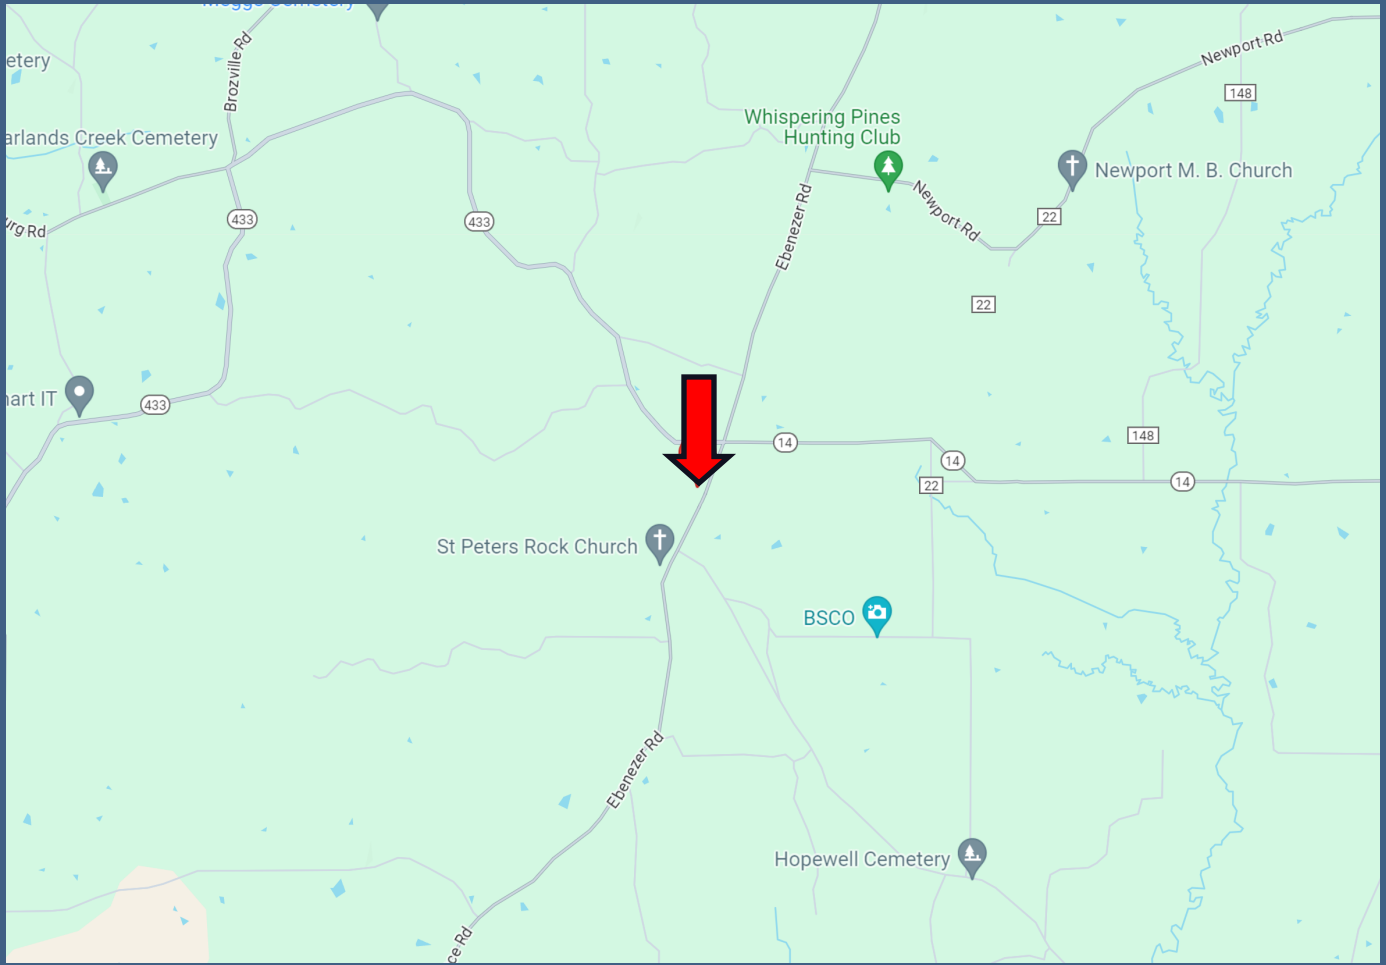 etery
Brozville Rd
Newport Rd
148
Whispering Pines
Hunting Club
arlands Creek Cemetery
Newport M. B. Church
433
433
urg Rd
Ebenezer Rd
Newport Rd
22
22
art IT
433
14
148
14
22
14
St Peters Rock Church
BSCO
Ebenezer Rd
Hopewell Cemetery
ce Rd